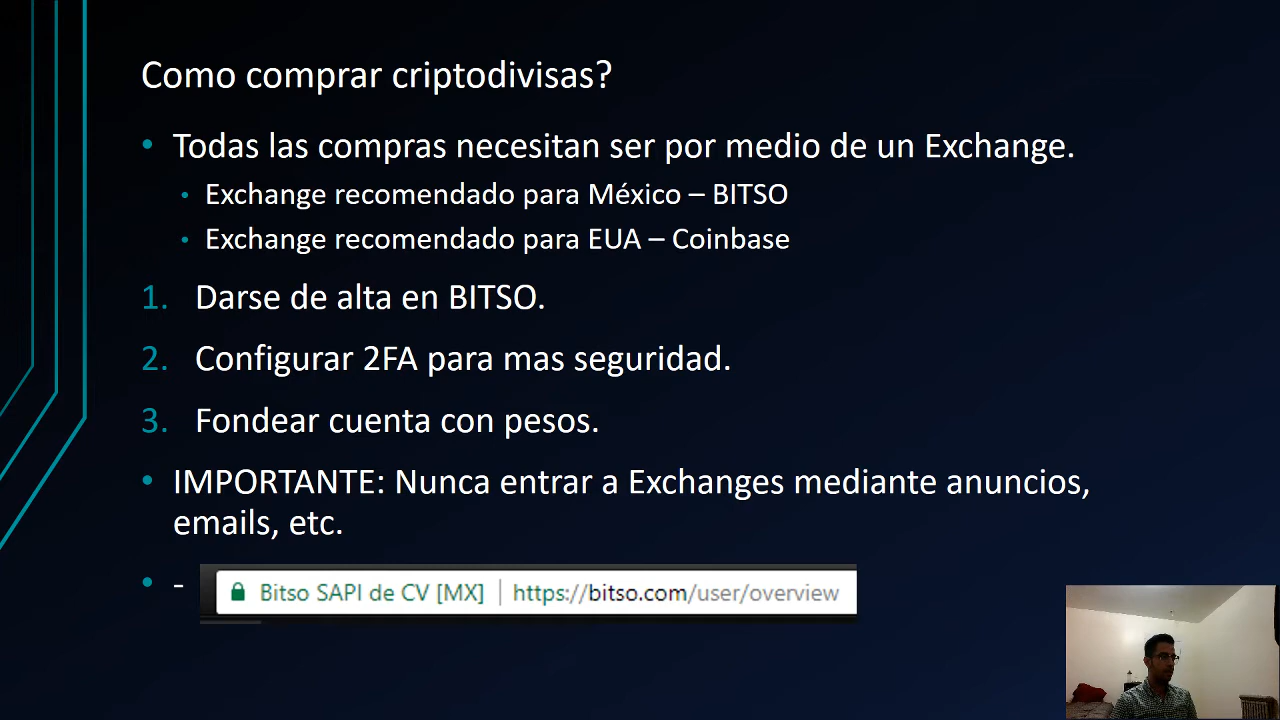 Como comprar criptodivisas?
• Todas las compras necesitan ser por medio de un Exchange.
• Exchange recomendado para México – BITSO
• Exchange recomendado para EUA – Coinbase
1. Darse de alta en BITSO.
2. Configurar 2FA para mas seguridad.
3. Fondear cuenta con pesos.
• IMPORTANTE: Nunca entrar a Exchanges mediante anuncios,
emails, etc.
• - Bitso SAPI de CV [MX] | https://bitso.com/user/overview